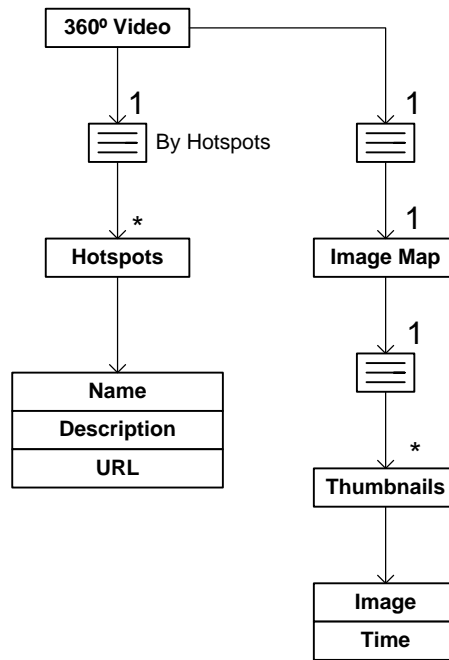 360º Video
1
1
By Hotspots
*
1
Hotspots
Image Map
1
Name
Description
URL
*
Thumbnails
Image
Time